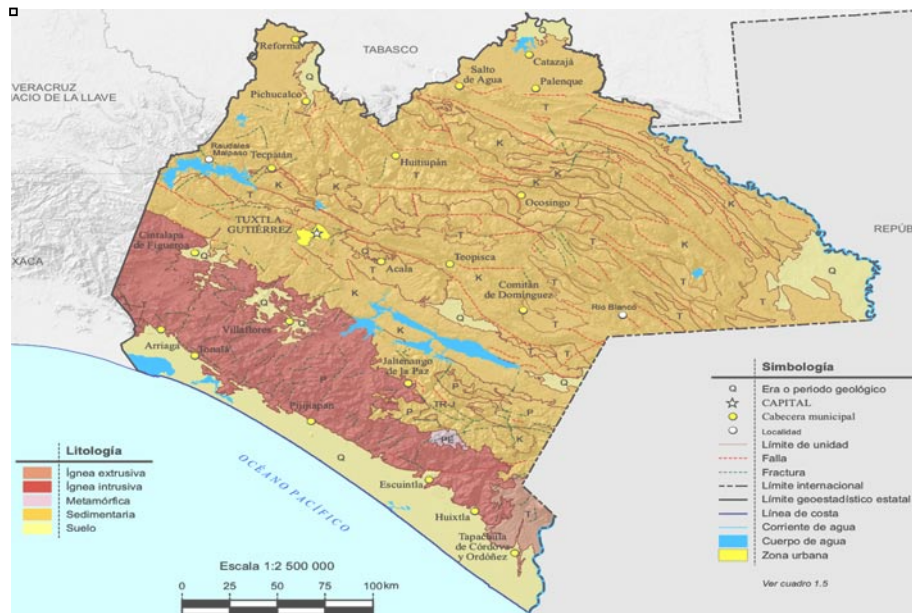 TABASCO
VERACRUZ
ACIO DE LA LLAVE
XACA
REPÚB
Reforma
Q
Q
Catazajá
Salto
de Agua
Palenque
Pichucalco
T
T
Raudales
Malpaso
Tecpatán
Huitiupán
K
K
T
K
K
K
Ocosingo
TUXTLA
GUTIÉRREZ
K
K
Cintalapa
de Figueroa
Q
Q
T
Acala
Teopisca
T
K
Q
T
T
K
Comitán
de Domínguez
Río Blanco
T
Q
Villaflores
Q
K
Q
T
Arriaga
Tonalá
T
T
Jaltenango
de la Paz
Q
P
P
TR-J
P
Pijijiapan
PE
K
Q
Escuintla
Huixtla
T
Tapachula
de Córdova
y Ordóñez
OCÉANO PACÍFICO
Litología
Ígnea extrusiva
Ígnea intrusiva
Metamórfica
Sedimentaria
Suelo
Escala 1:2 500 000
0 25 50 75 100km
Simbología
Q Era o periodo geológico
CAPITAL
Cabecera municipal
Localidad
Límite de unidad
Falla
Fractura
Límite internacional
Límite geoestadístico estatal
Línea de costa
Corriente de agua
Cuerpo de agua
Zona urbana
Ver cuadro 1.5